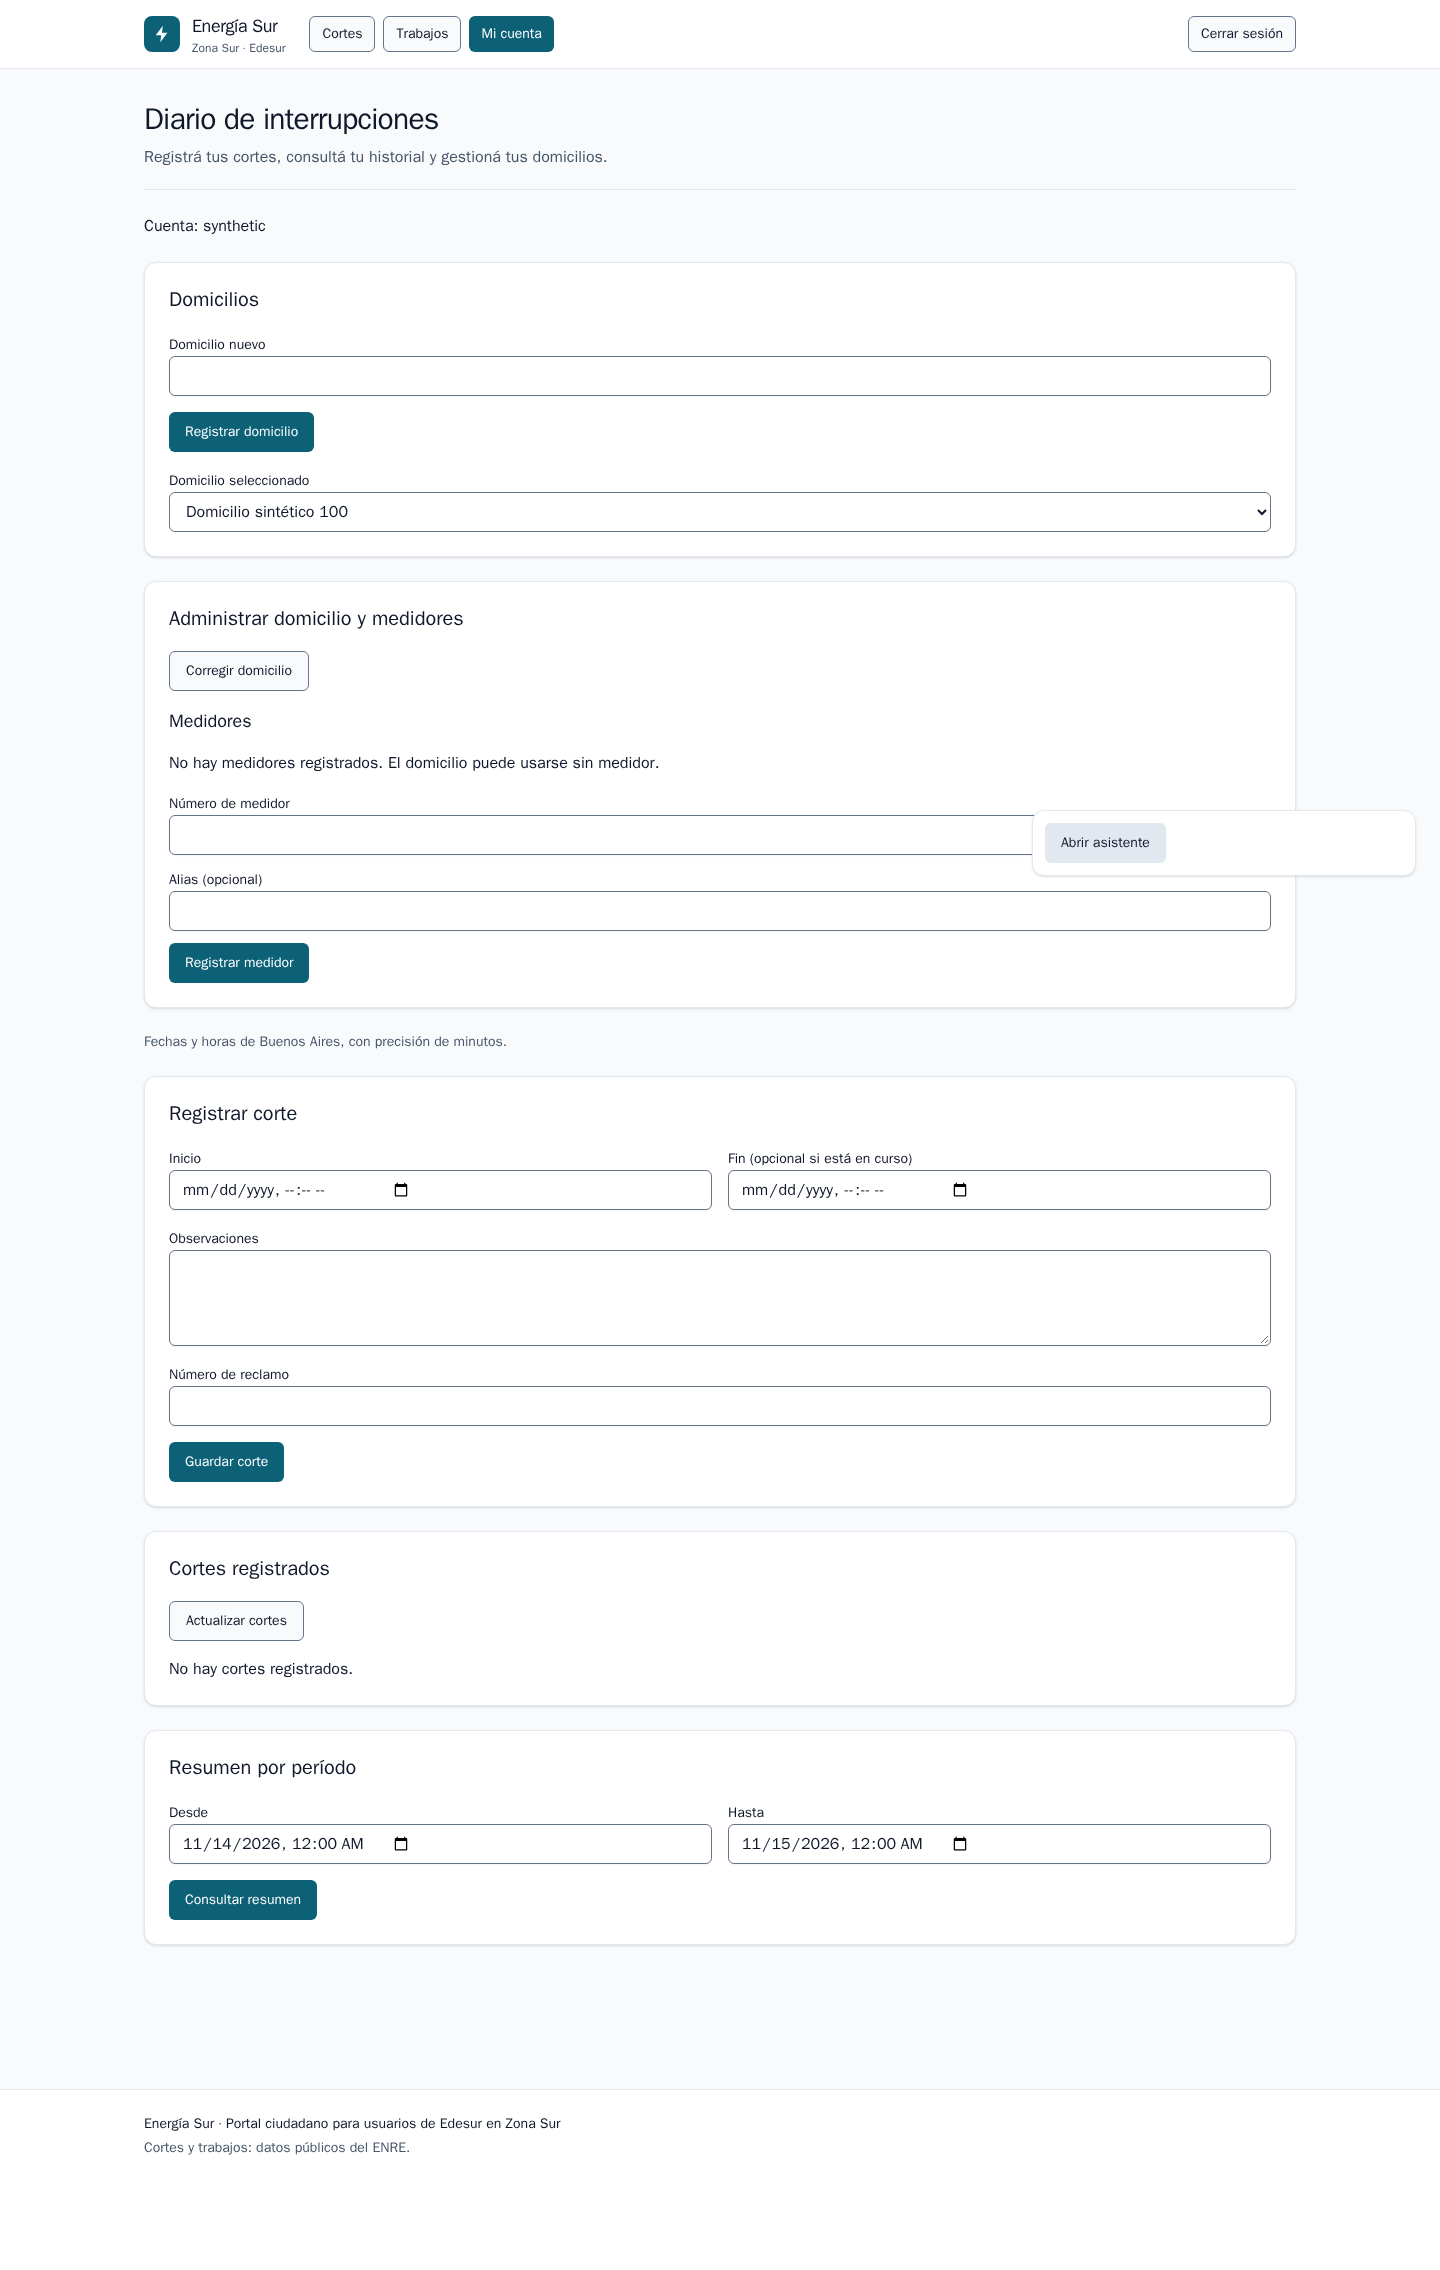 Energía Sur
Zona Sur · Edesur
Cortes
Trabajos
Mi cuenta
Cerrar sesión
Diario de interrupciones
Registrá tus cortes, consultá tu historial y gestioná tus domicilios.
Cuenta: synthetic
Domicilios
Domicilio nuevo
Registrar domicilio
Domicilio seleccionado
Domicilio sintético 100
Administrar domicilio y medidores
Corregir domicilio
Medidores
No hay medidores registrados. El domicilio puede usarse sin medidor.
Número de medidor
Abrir asistente
Alias (opcional)
Registrar medidor
Fechas y horas de Buenos Aires, con precisión de minutos.
Registrar corte
Inicio
Fin (opcional si está en curso)
mm/dd/yyyy, --:-- --
mm/dd/yyyy, --:-- --
Observaciones
Número de reclamo
Guardar corte
Cortes registrados
Actualizar cortes
No hay cortes registrados.
Resumen por período
Desde
Hasta
11/14/2026, 12:00 AM
11/15/2026, 12:00 AM
Consultar resumen
Energía Sur · Portal ciudadano para usuarios de Edesur en Zona Sur
Cortes y trabajos: datos públicos del ENRE.